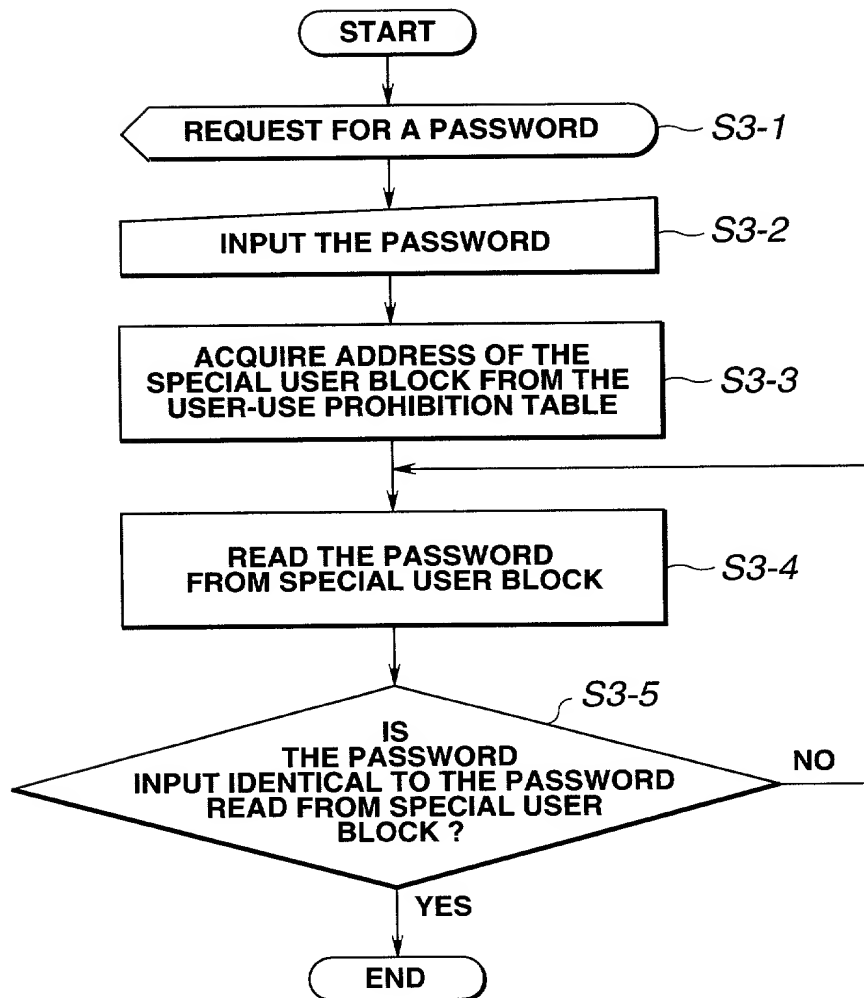 START
REQUEST FOR A PASSWORD
S3-1
INPUT THE PASSWORD
S3-2
ACQUIRE ADDRESS OF THE
SPECIAL USER BLOCK FROM THE
USER-USE PROHIBITION TABLE
S3-3
READ THE PASSWORD
FROM SPECIAL USER BLOCK
S3-4
S3-5
IS
THE PASSWORD
INPUT IDENTICAL TO THE PASSWORD
READ FROM SPECIAL USER
BLOCK ?
NO
YES
END